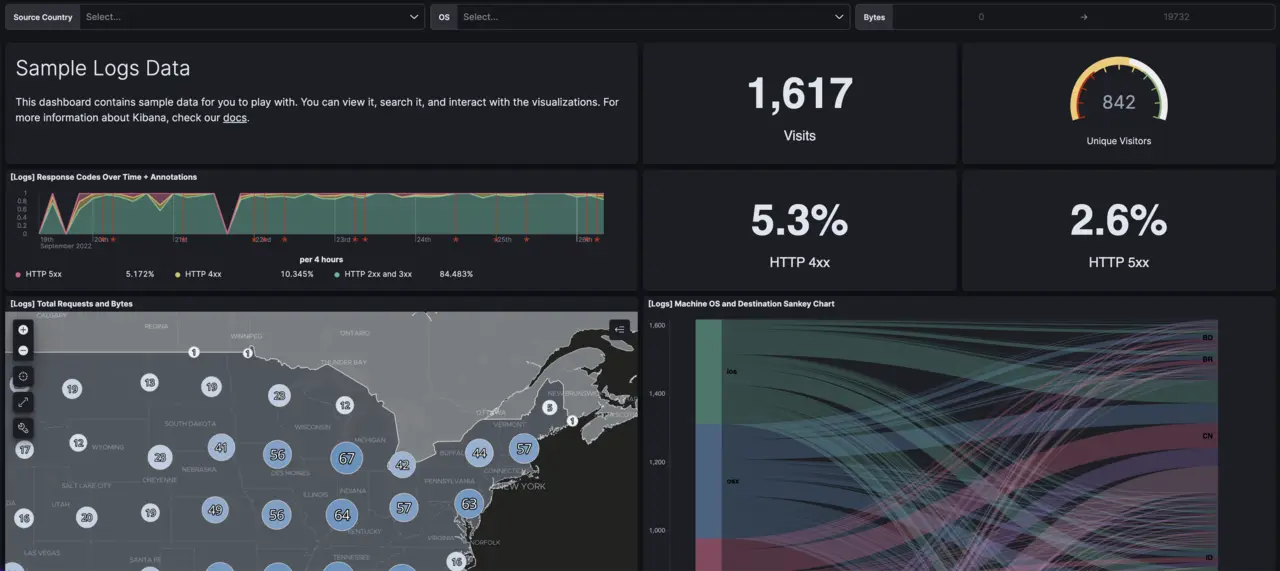 Source Country Select... OS Select... Bytes 0 → 19732
Sample Logs Data
This dashboard contains sample data for you to play with. You can view it, search it, and interact with the visualizations. For
more information about Kibana, check our docs.
1,617
Visits
842
Unique Visitors
[Logs] Response Codes Over Time + Annotations
1
0.8
0.6
0.4
0.2
0
19th 20th 21st 22nd 23rd 24th 25th 26th
September 2022
per 4 hours
HTTP 5xx 5.172% HTTP 4xx 10.345% HTTP 2xx and 3xx 84.483%
5.3%
HTTP 4xx
2.6%
HTTP 5xx
[Logs] Total Requests and Bytes
CALGARY
REGINA
WINNIPEG
ONTARIO
1 1
THUNDER BAY
19 13 19 23 12
NEW BRUNSWICK
5
OTTAWA
1
SOUTH DAKOTA
WISCONSIN
VERMONT
MICHIGAN
17 12 WYOMING 23 41 56 67 42 BUFFALO 44 57
NEBRASKA
DES MOINES
CONNECTICUT
CHEYENNE
PENNSYLVANIA
SALT LAKE CITY
NEW YORK
ILLINOIS
INDIANA
UTAH
16 20 19 49 56 64 57 63
KENTUCKY
VIRGINIA
NORFOLK
LAS VEGAS
SANTA FE
TENNESSEE
16
[Logs] Machine OS and Destination Sankey Chart
1,600
1,400
1,200
1,000
ios
osx
BD
BR
CN
ID